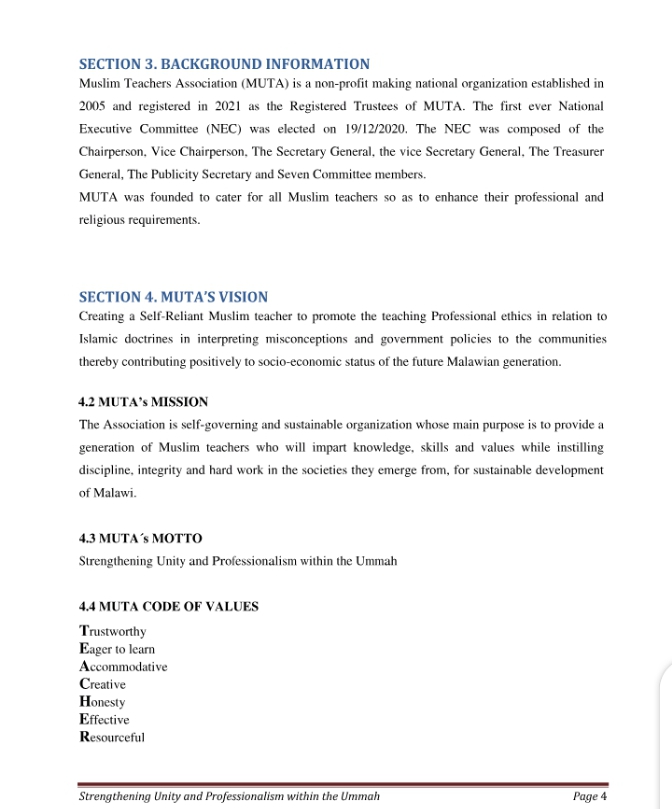 SECTION 3. BACKGROUND INFORMATION
Muslim Teachers Association (MUTA) is a non-profit making national organization established in
2005 and registered in 2021 as the Registered Trustees of MUTA. The first ever National
Executive Committee (NEC) was elected on 19/12/2020. The NEC was composed of the
Chairperson, Vice Chairperson, The Secretary General, the vice Secretary General, The Treasurer
General, The Publicity Secretary and Seven Committee members.
MUTA was founded to cater for all Muslim teachers so as to enhance their professional and
religious requirements.
SECTION 4. MUTA'S VISION
Creating a Self-Reliant Muslim teacher to promote the teaching Professional ethics in relation to
Islamic doctrines in interpreting misconceptions and government policies to the communities
thereby contributing positively to socio-economic status of the future Malawian generation.
4.2 MUTA's MISSION
The Association is self-governing and sustainable organization whose main purpose is to provide a
generation of Muslim teachers who will impart knowledge, skills and values while instilling
discipline, integrity and hard work in the societies they emerge from, for sustainable development
of Malawi.
4.3 MUTA´s MOTTO
Strengthening Unity and Professionalism within the Ummah
4.4 MUTA CODE OF VALUES
Trustworthy
Eager to learn
Accommodative
Creative
Honesty
Effective
Resourceful
Strengthening Unity and Professionalism within the Ummah Page 4